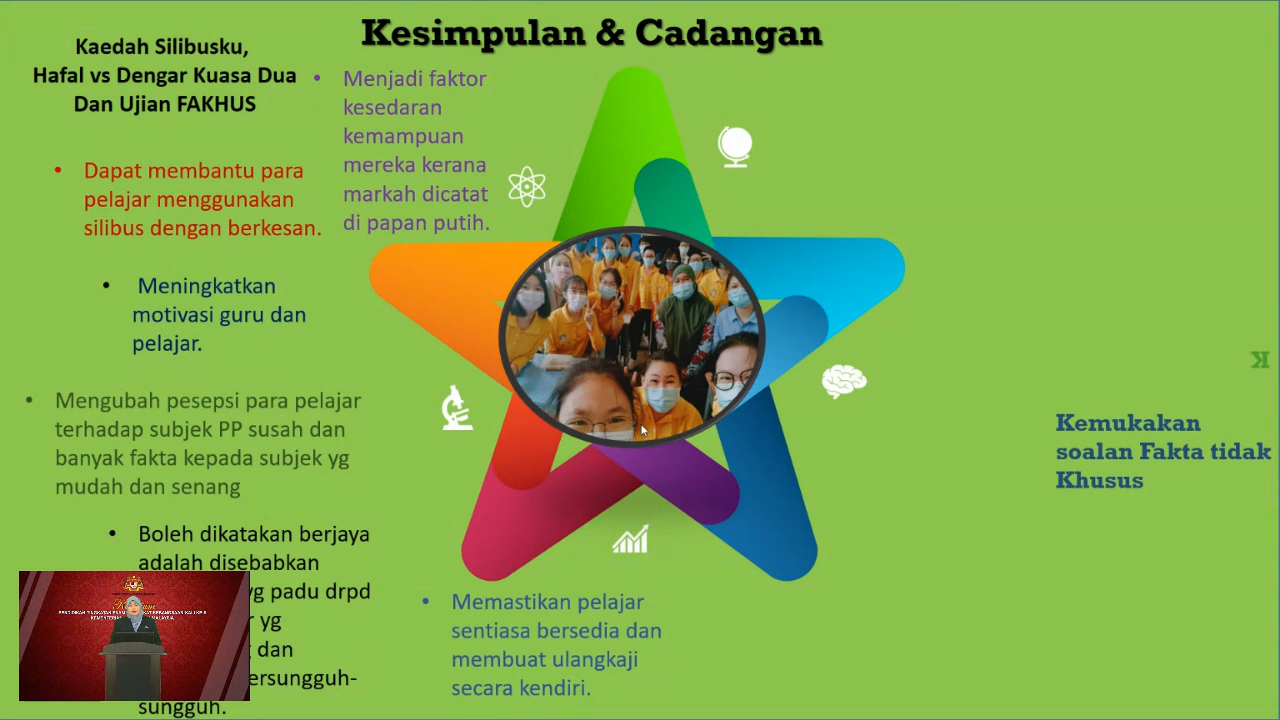 Kesimpulan & Cadangan
Kaedah Silibusku,
Hafal vs Dengar Kuasa Dua
Dan Ujian FAKHUS
• Dapat membantu para
pelajar menggunakan
silibus dengan berkesan.
• Meningkatkan
motivasi guru dan
pelajar.
• Mengubah pesepsi para pelajar
terhadap subjek PP susah dan
banyak fakta kepada subjek yg
mudah dan senang
• Boleh dikatakan berjaya
adalah disebabkan
yg padu drpd
yg
dan
ersungguh-
sungguh.
• Menjadi faktor
kesedaran
kemampuan
mereka kerana
markah dicatat
di papan putih.
• Memastikan pelajar
sentiasa bersedia dan
membuat ulangkaji
secara kendiri.
K
Kemukakan
soalan Fakta tidak
Khusus